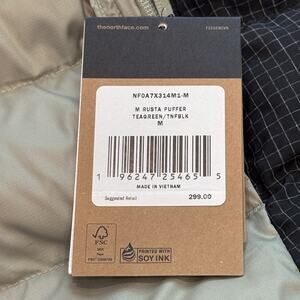 thenorthface.com
NF0A7X314M1-M
M RUSTA PUFFER
TEAGREEN/TNFBLK
M
1 96247 25465 5
MADE IN VIETNAM
Suggested Retail
299.00
FSC
PRINTED WITH
SOY INK